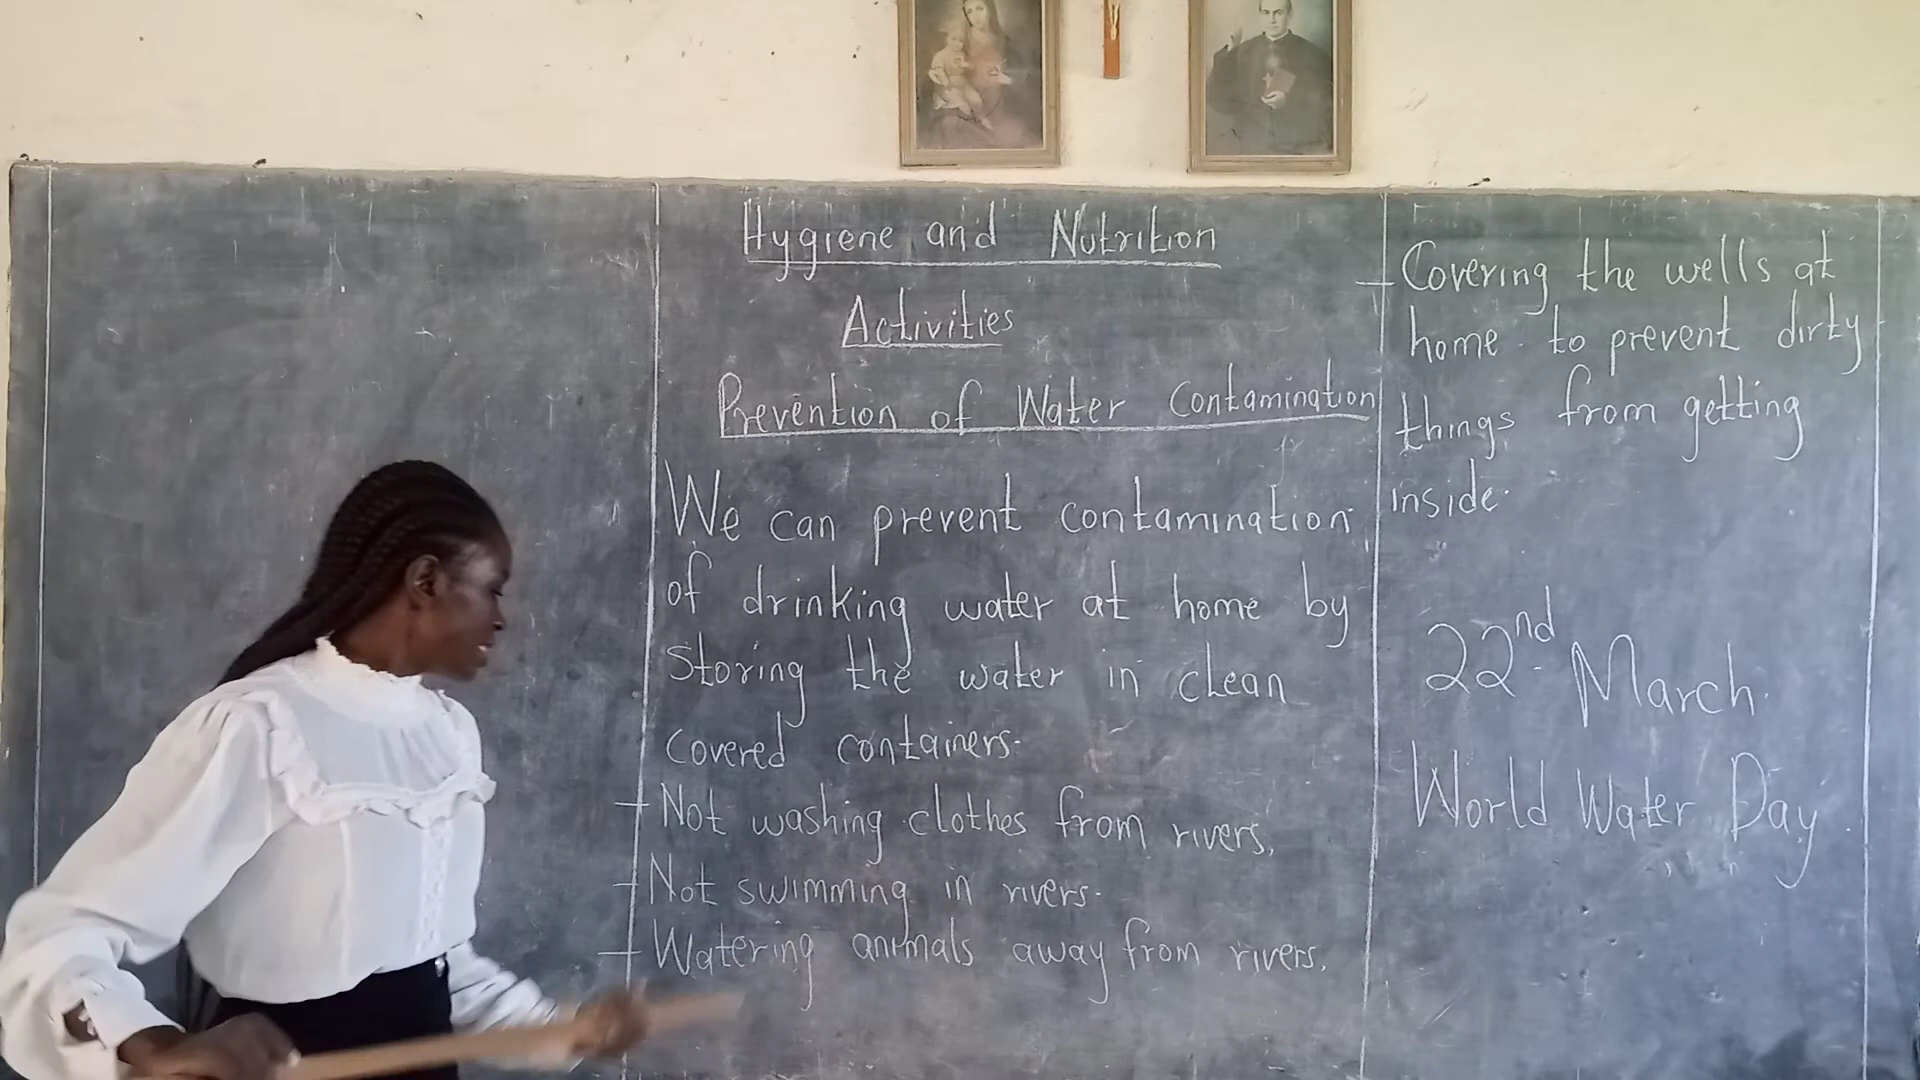 Hygiene and Nutrition
Activities
Prevention of Water Contamination
We can prevent contamination
of drinking water at home by
Storing the water in clean
covered containers.
- Not washing clothes from rivers.
- Not swimming in rivers.
- Watering animals away from rivers.
- Covering the wells at
home to prevent dirty
things from getting
inside.
22nd March.
World Water Day.